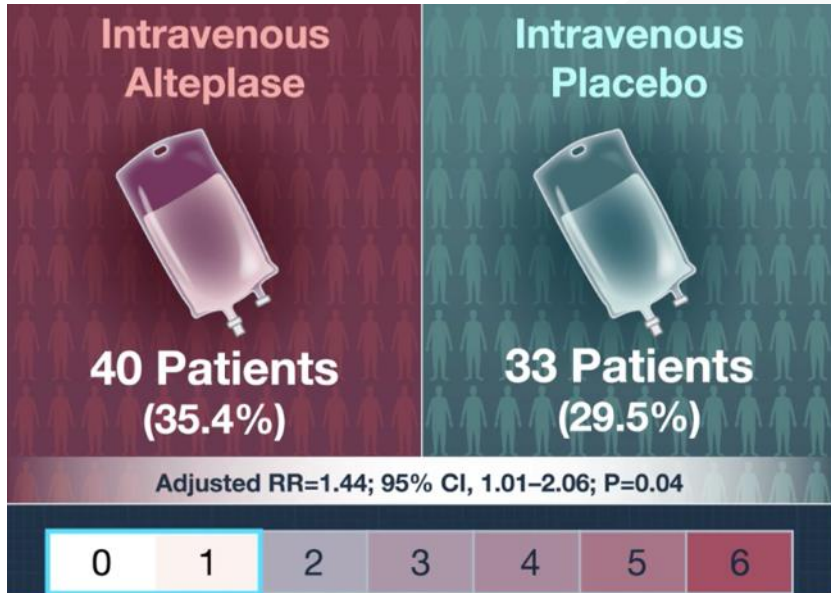 Intravenous
Alteplase
Intravenous
Placebo
40 Patients
(35.4%)
33 Patients
(29.5%)
Adjusted RR=1.44; 95% CI, 1.01–2.06; P=0.04
0 1 2 3 4 5 6